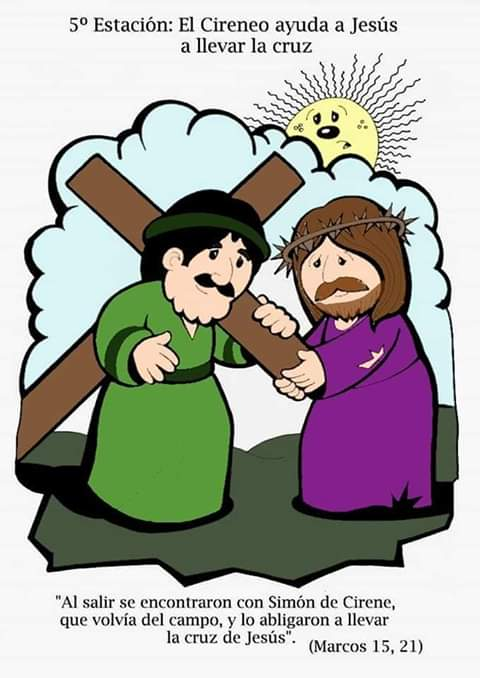 5º Estación: El Cireneo ayuda a Jesús
a llevar la cruz
"Al salir se encontraron con Simón de Cirene,
que volvía del campo, y lo abligaron a llevar
la cruz de Jesús".
(Marcos 15, 21)